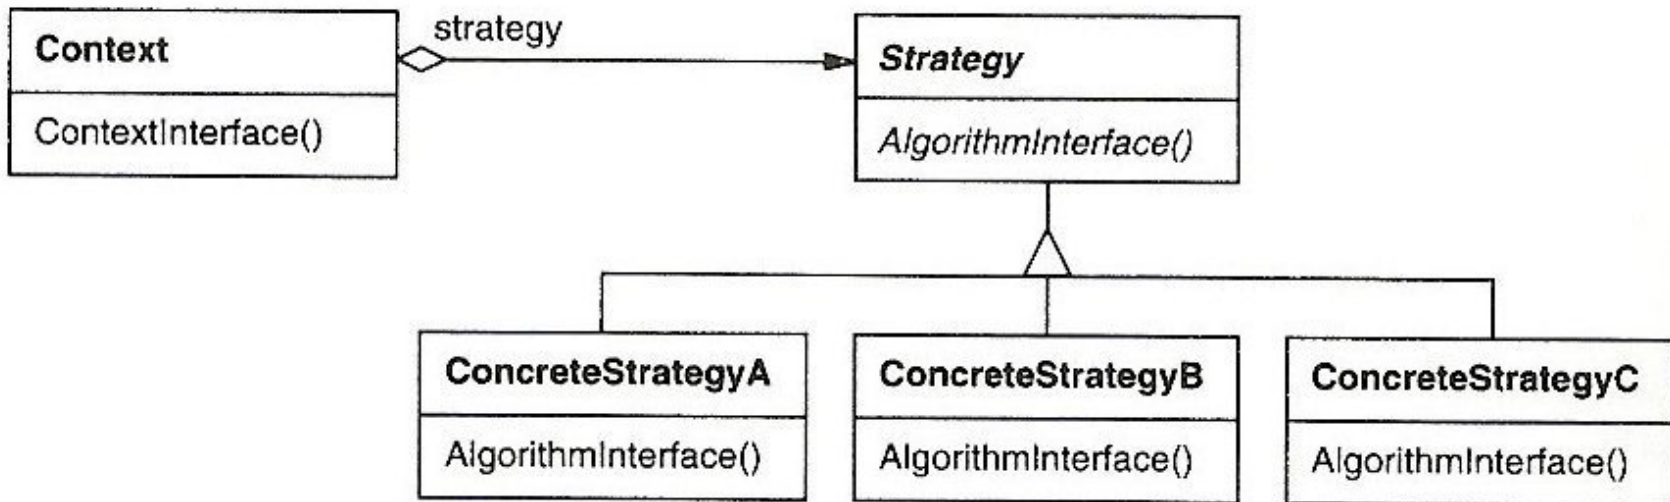 Context
strategy
Strategy
ContextInterface()
AlgorithmInterface()
ConcreteStrategyA
ConcreteStrategyB
ConcreteStrategyC
AlgorithmInterface()
AlgorithmInterface()
AlgorithmInterface()